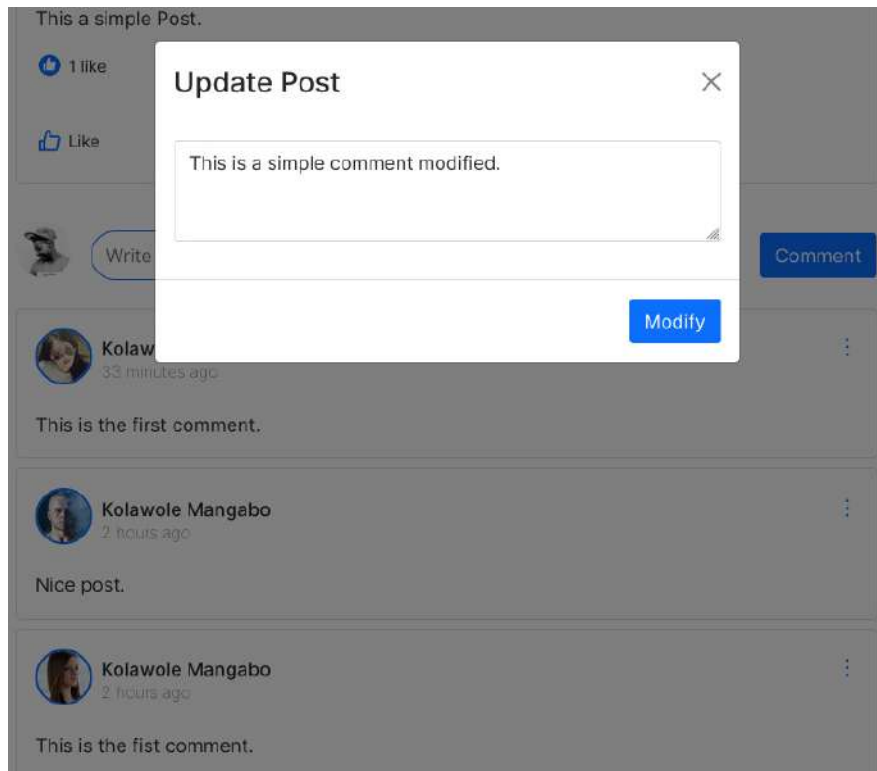 This a simple Post.
1 like
Update Post
Like
This is a simple comment modified.
Write
Comment
Modify
Kolaw
33 minutes ago
This is the first comment.
Kolawole Mangabo
2 hours ago
Nice post.
Kolawole Mangabo
2 hours ago
This is the fist comment.